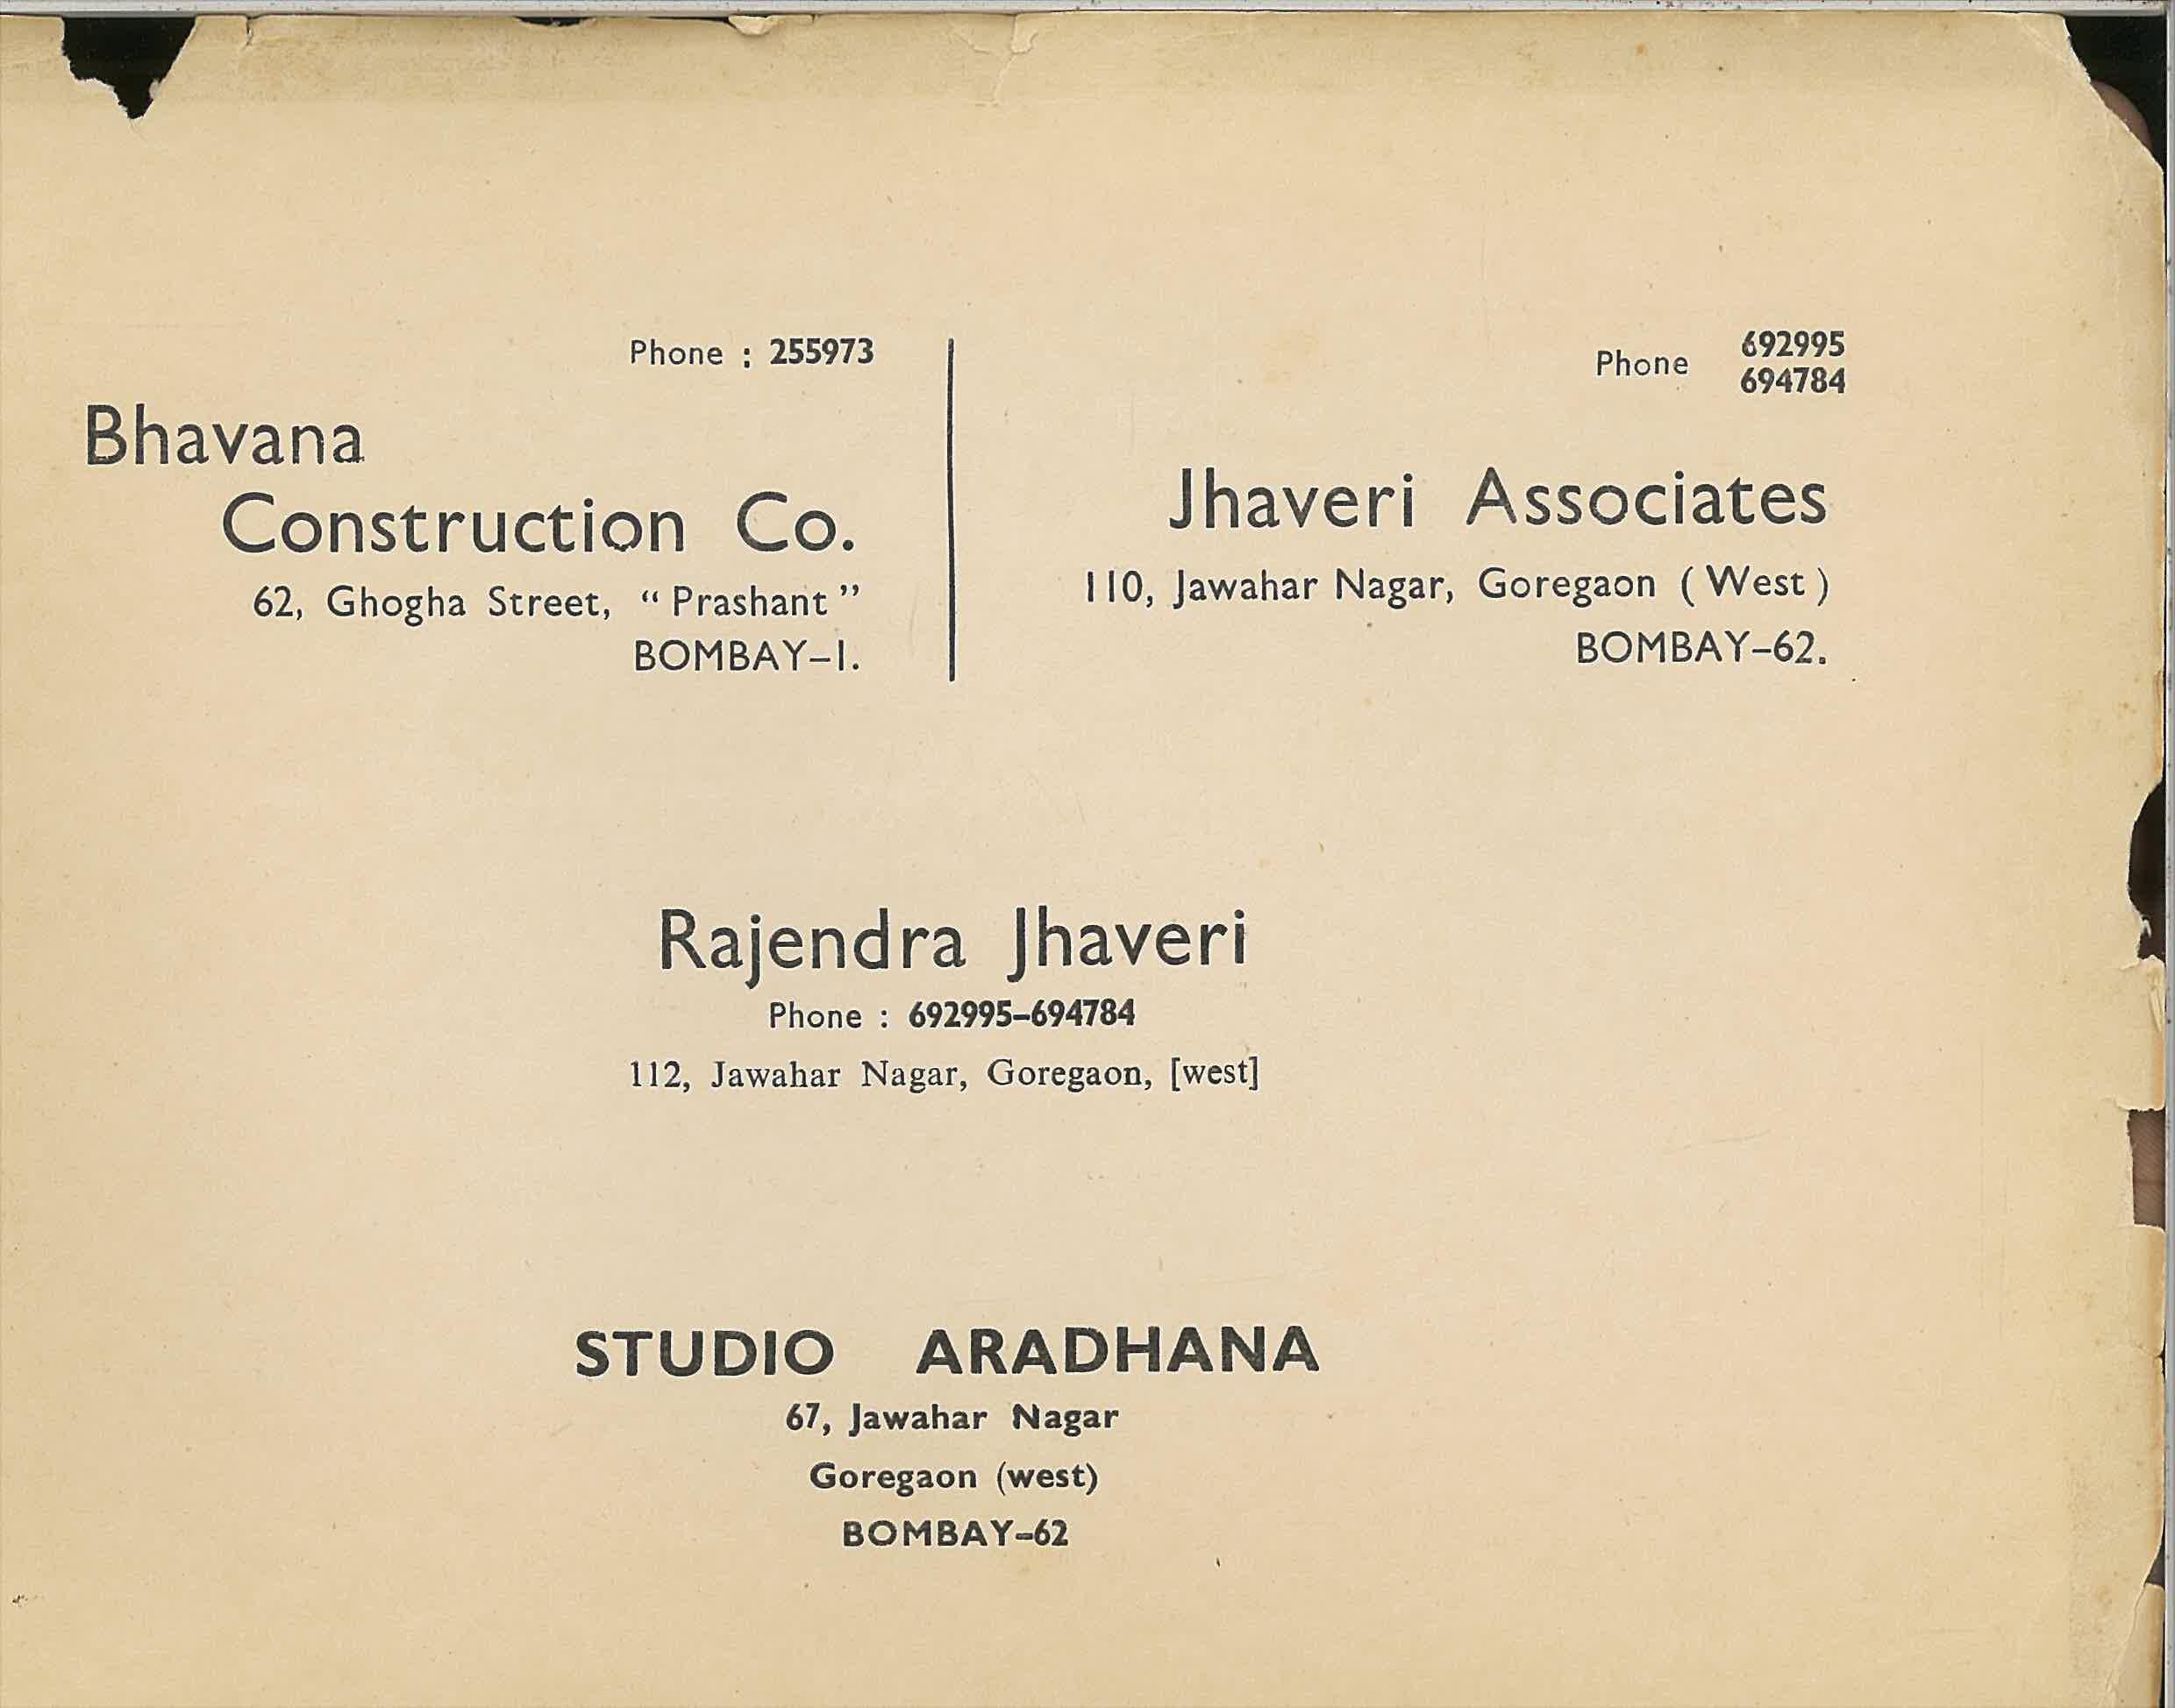 Phone : 255973
Bhavana
Construction Co.
62, Ghogha Street, “ Prashant ”
BOMBAY–1.
Phone 692995
694784
Jhaveri Associates
110, Jawahar Nagar, Goregaon ( West )
BOMBAY–62.
Rajendra Jhaveri
Phone : 692995–694784
112, Jawahar Nagar, Goregaon, [west]
STUDIO ARADHANA
67, Jawahar Nagar
Goregaon (west)
BOMBAY–62